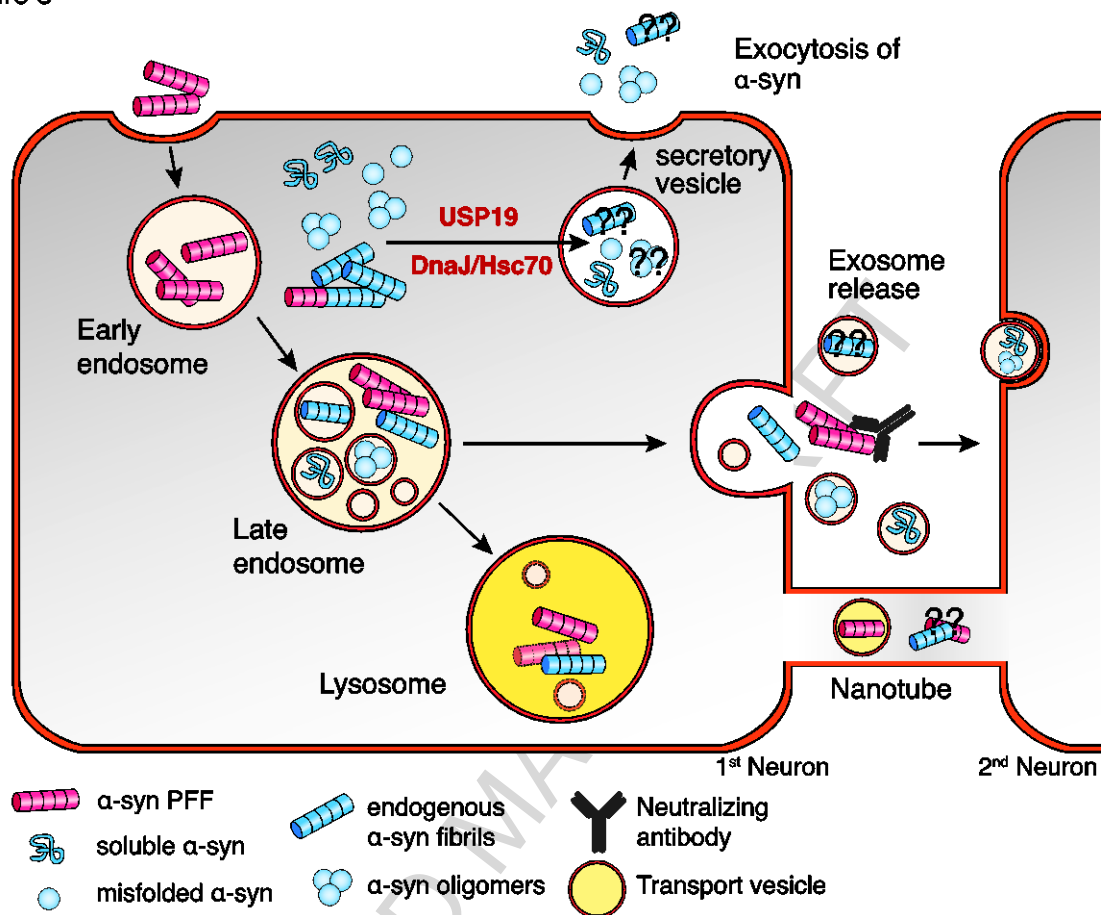 Exocytosis of
α-syn
??
secretory
vesicle
USP19
DnaJ/Hsc70
??
??
Early
endosome
Exosome
release
??
Late
endosome
Lysosome
??
Nanotube
1st Neuron
2nd Neuron
α-syn PFF
soluble α-syn
misfolded α-syn
endogenous
α-syn fibrils
α-syn oligomers
Neutralizing
antibody
Transport vesicle